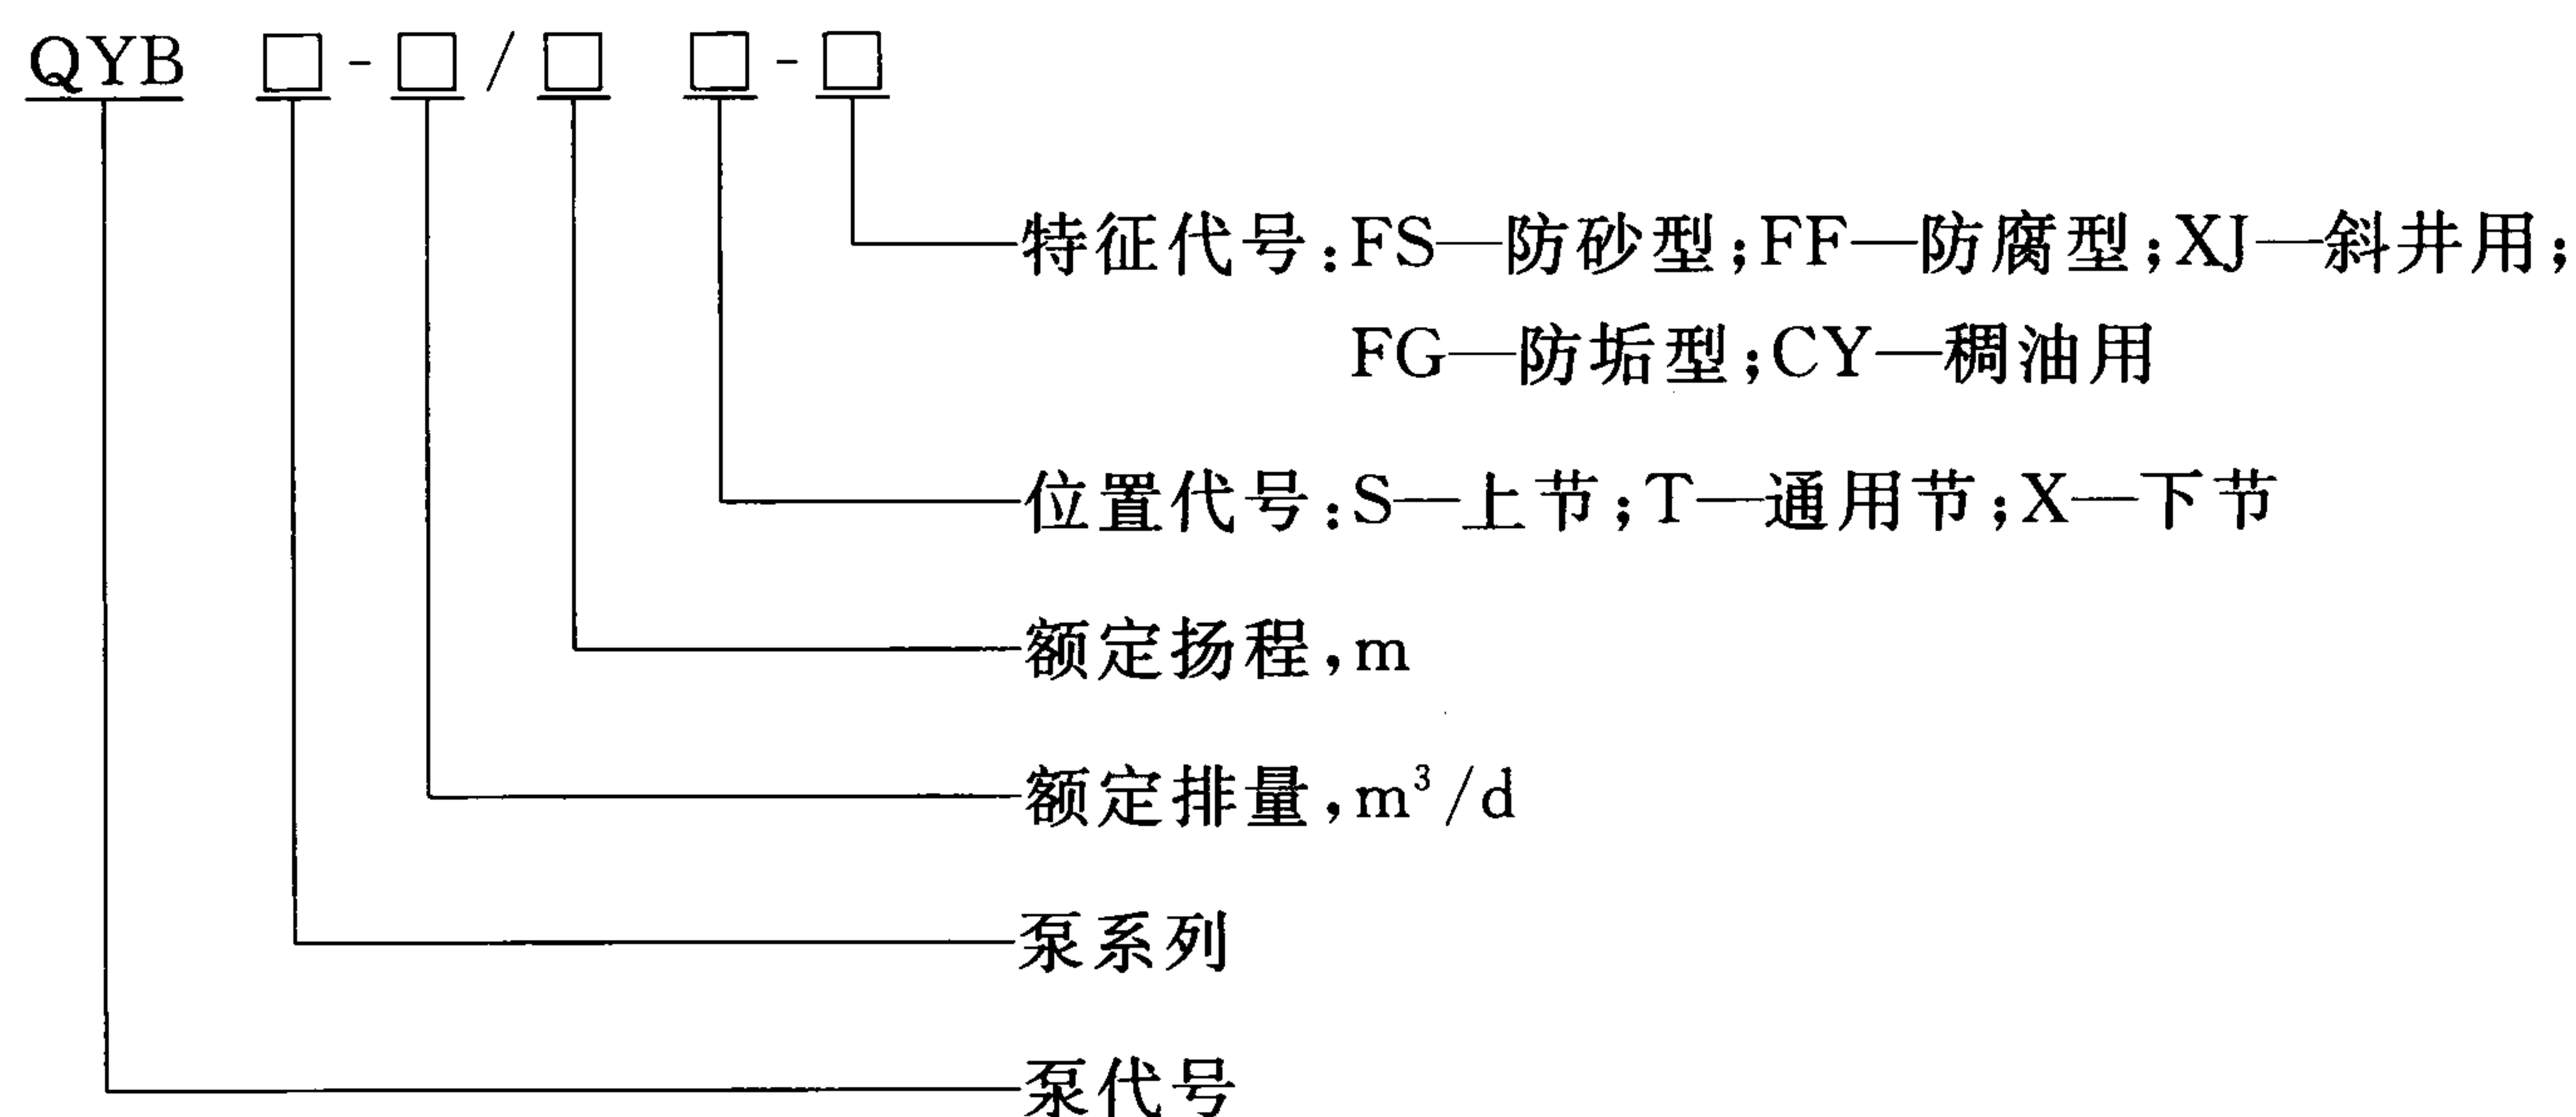 QYB □-□/□ □-□
特征代号:FS—防砂型;FF—防腐型;XJ—斜井用;
FG—防垢型;CY—稠油用
位置代号:S—上节;T—通用节;X—下节
额定扬程,m
额定排量,m³/d
泵系列
泵代号